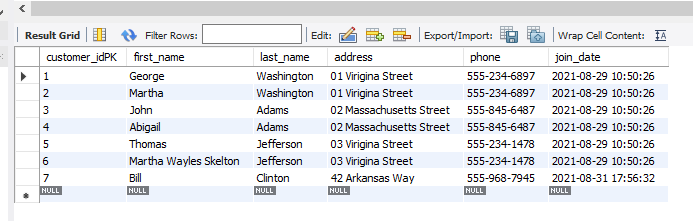 Result Grid Filter Rows: Edit: Export/Import: Wrap Cell Content: IA
customer_idPK first_name last_name address phone join_date
1 George Washington 01 Virigina Street 555-234-6897 2021-08-29 10:50:26
2 Martha Washington 01 Virigina Street 555-234-6897 2021-08-29 10:50:26
3 John Adams 02 Massachusetts Street 555-845-6487 2021-08-29 10:50:26
4 Abigail Adams 02 Massachusetts Street 555-845-6487 2021-08-29 10:50:26
5 Thomas Jefferson 03 Virigina Street 555-234-1478 2021-08-29 10:50:26
6 Martha Wayles Skelton Jefferson 03 Virigina Street 555-234-1478 2021-08-29 10:50:26
7 Bill Clinton 42 Arkansas Way 555-968-7945 2021-08-31 17:56:32
NULL NULL NULL NULL NULL NULL